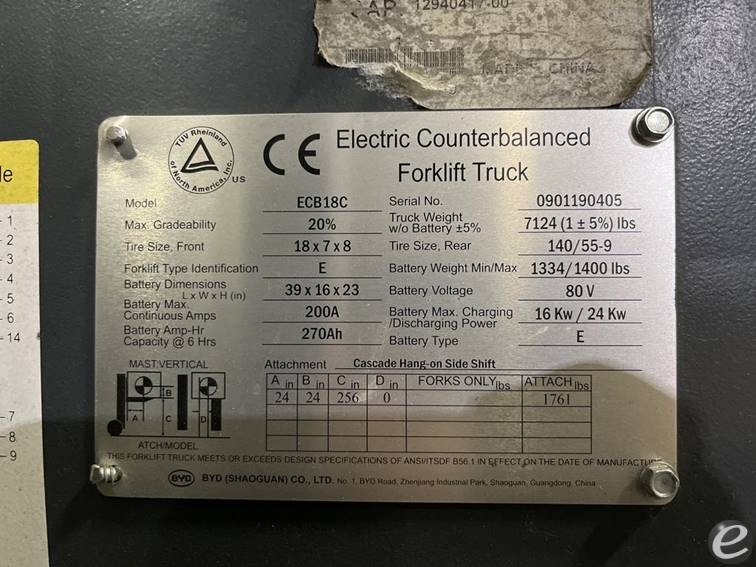 12940417-00
CHINA
le
1
2
3
4
5
6
14
7
8
9
TUV Rheinland
of North America, Inc.
US
CE
Electric Counterbalanced
Forklift Truck
Model ECB18C Serial No. 0901190405
Max. Gradeability 20% Truck Weight w/o Battery ±5% 7124 (1 ± 5%) lbs
Tire Size, Front 18 x 7 x 8 Tire Size, Rear 140/55-9
Forklift Type Identification E Battery Weight Min/Max 1334/1400 lbs
Battery Dimensions L x W x H (in) 39 x 16 x 23 Battery Voltage 80 V
Battery Max. Continuous Amps 200A Battery Max. Charging /Discharging Power 16 Kw / 24 Kw
Battery Amp-Hr Capacity @ 6 Hrs 270Ah Battery Type E
MAST:VERTICAL
A B C D
ATCH/MODEL
Attachment Cascade Hang-on Side Shift
A in B in C in D in FORKS ONLY lbs ATTACH lbs
24 24 256 0 1761
THIS FORKLIFT TRUCK MEETS OR EXCEEDS DESIGN SPECIFICATIONS OF ANSI/ITSDF B56.1 IN EFFECT ON THE DATE OF MANUFACTURE
BYD BYD (SHAOGUAN) CO., LTD. No. 1, BYD Road, Zhenjiang Industrial Park, Shaoguan, Guangdong, China
e